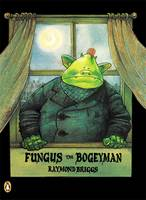 FUNGUS THE BOGEYMAN
RAYMOND BRIGGS